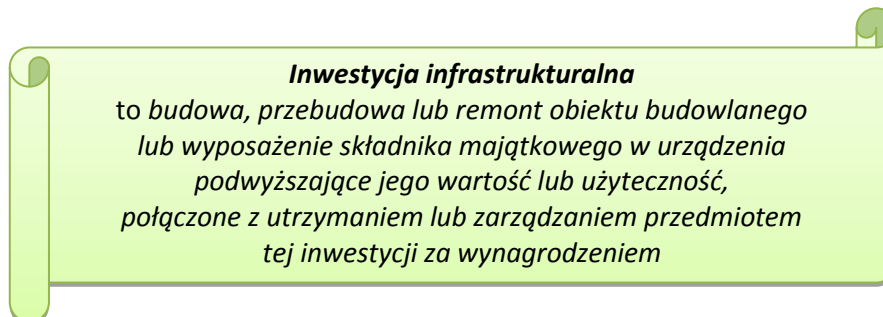 Inwestycja infrastrukturalna
to budowa, przebudowa lub remont obiektu budowlanego
lub wyposażenie składnika majątkowego w urządzenia
podwyższające jego wartość lub użyteczność,
połączone z utrzymaniem lub zarządzaniem przedmiotem
tej inwestycji za wynagrodzeniem